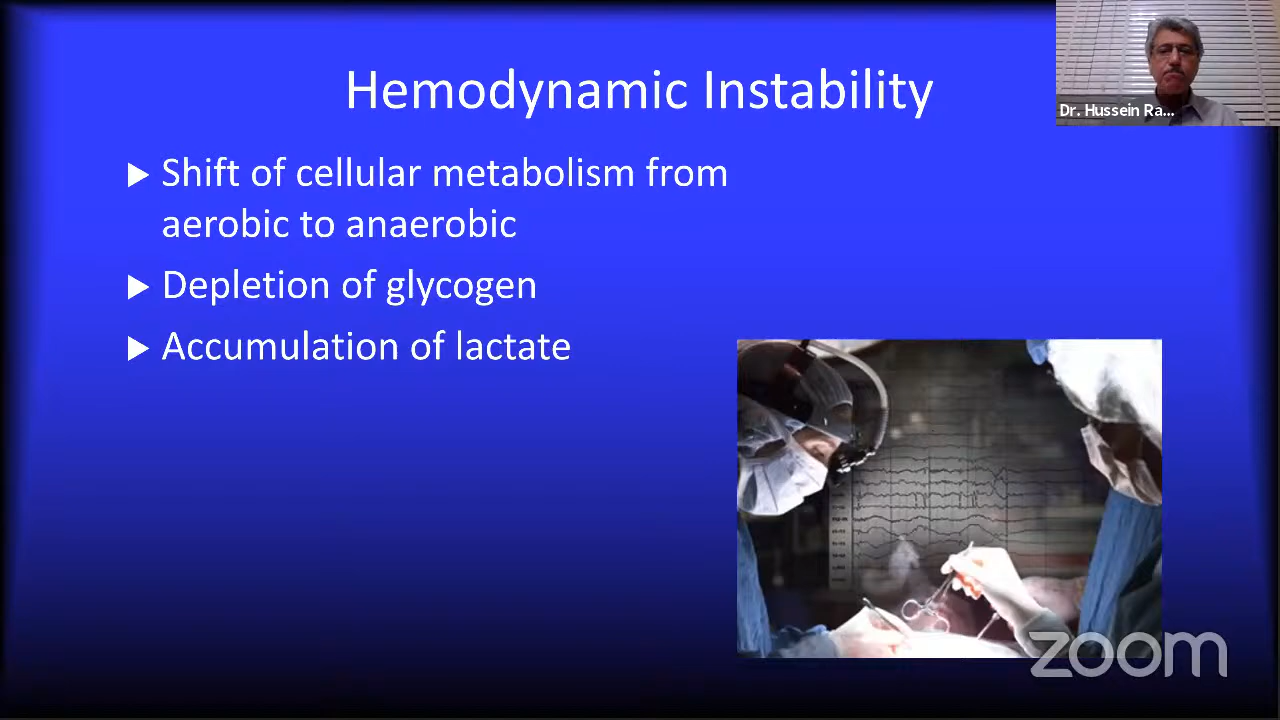 Hemodynamic Instability
Dr. Hussein Ra...
▶ Shift of cellular metabolism from
aerobic to anaerobic
▶ Depletion of glycogen
▶ Accumulation of lactate
zoom